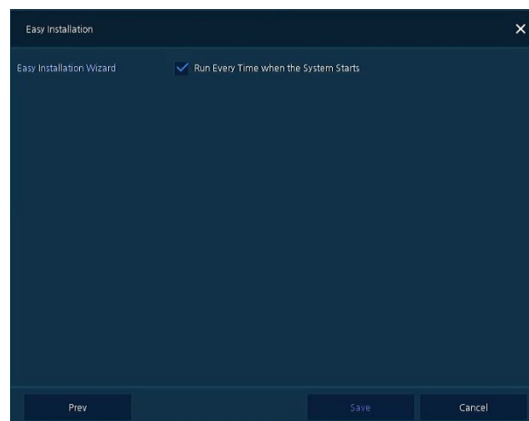 Easy Installation
Easy Installation Wizard Run Every Time when the System Starts
Prev Save Cancel